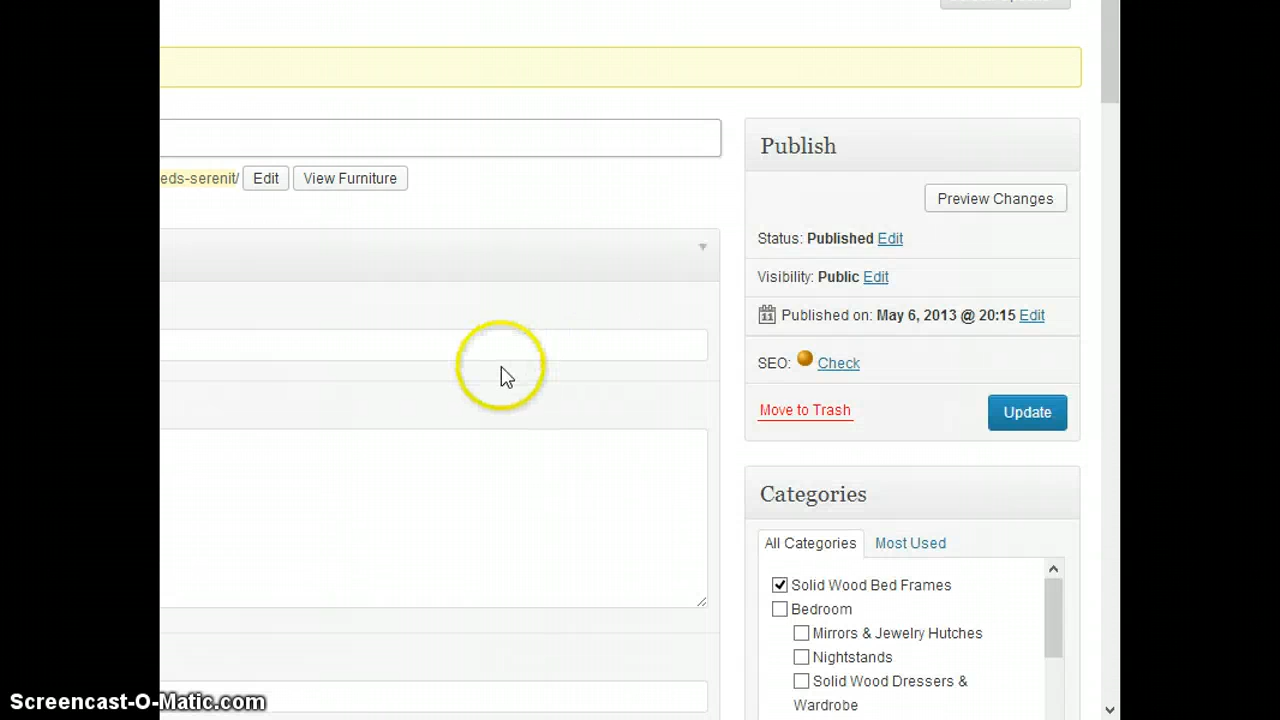 Publish
eds-serenit/ Edit View Furniture
Preview Changes
Status: Published Edit
Visibility: Public Edit
11 Published on: May 6, 2013 @ 20:15 Edit
SEO: Check
Move to Trash Update
Categories
All Categories Most Used
Solid Wood Bed Frames
Bedroom
Mirrors & Jewelry Hutches
Nightstands
Solid Wood Dressers &
Wardrobe
Screencast-O-Matic.com